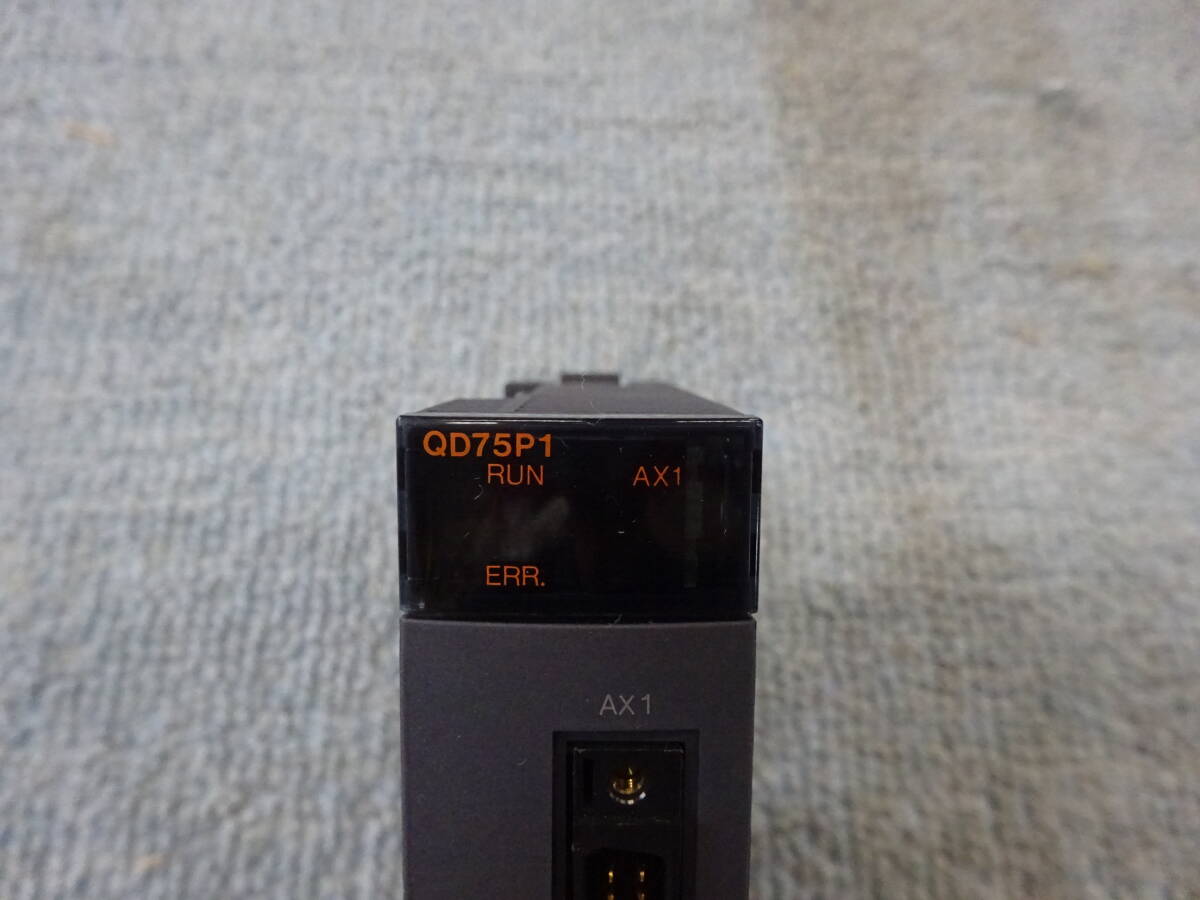 QD75P1
RUN AX1
ERR.
AX1